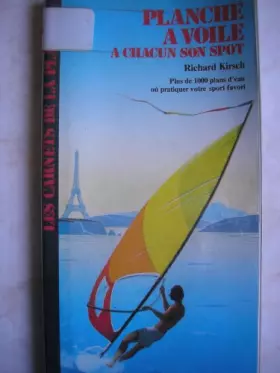 PLANCHE
A VOILE
A CHACUN SON SPOT
Richard Kirsch
Plus de 1000 plans d'eau
où pratiquer votre sport favori
LES CARNETS DE LA